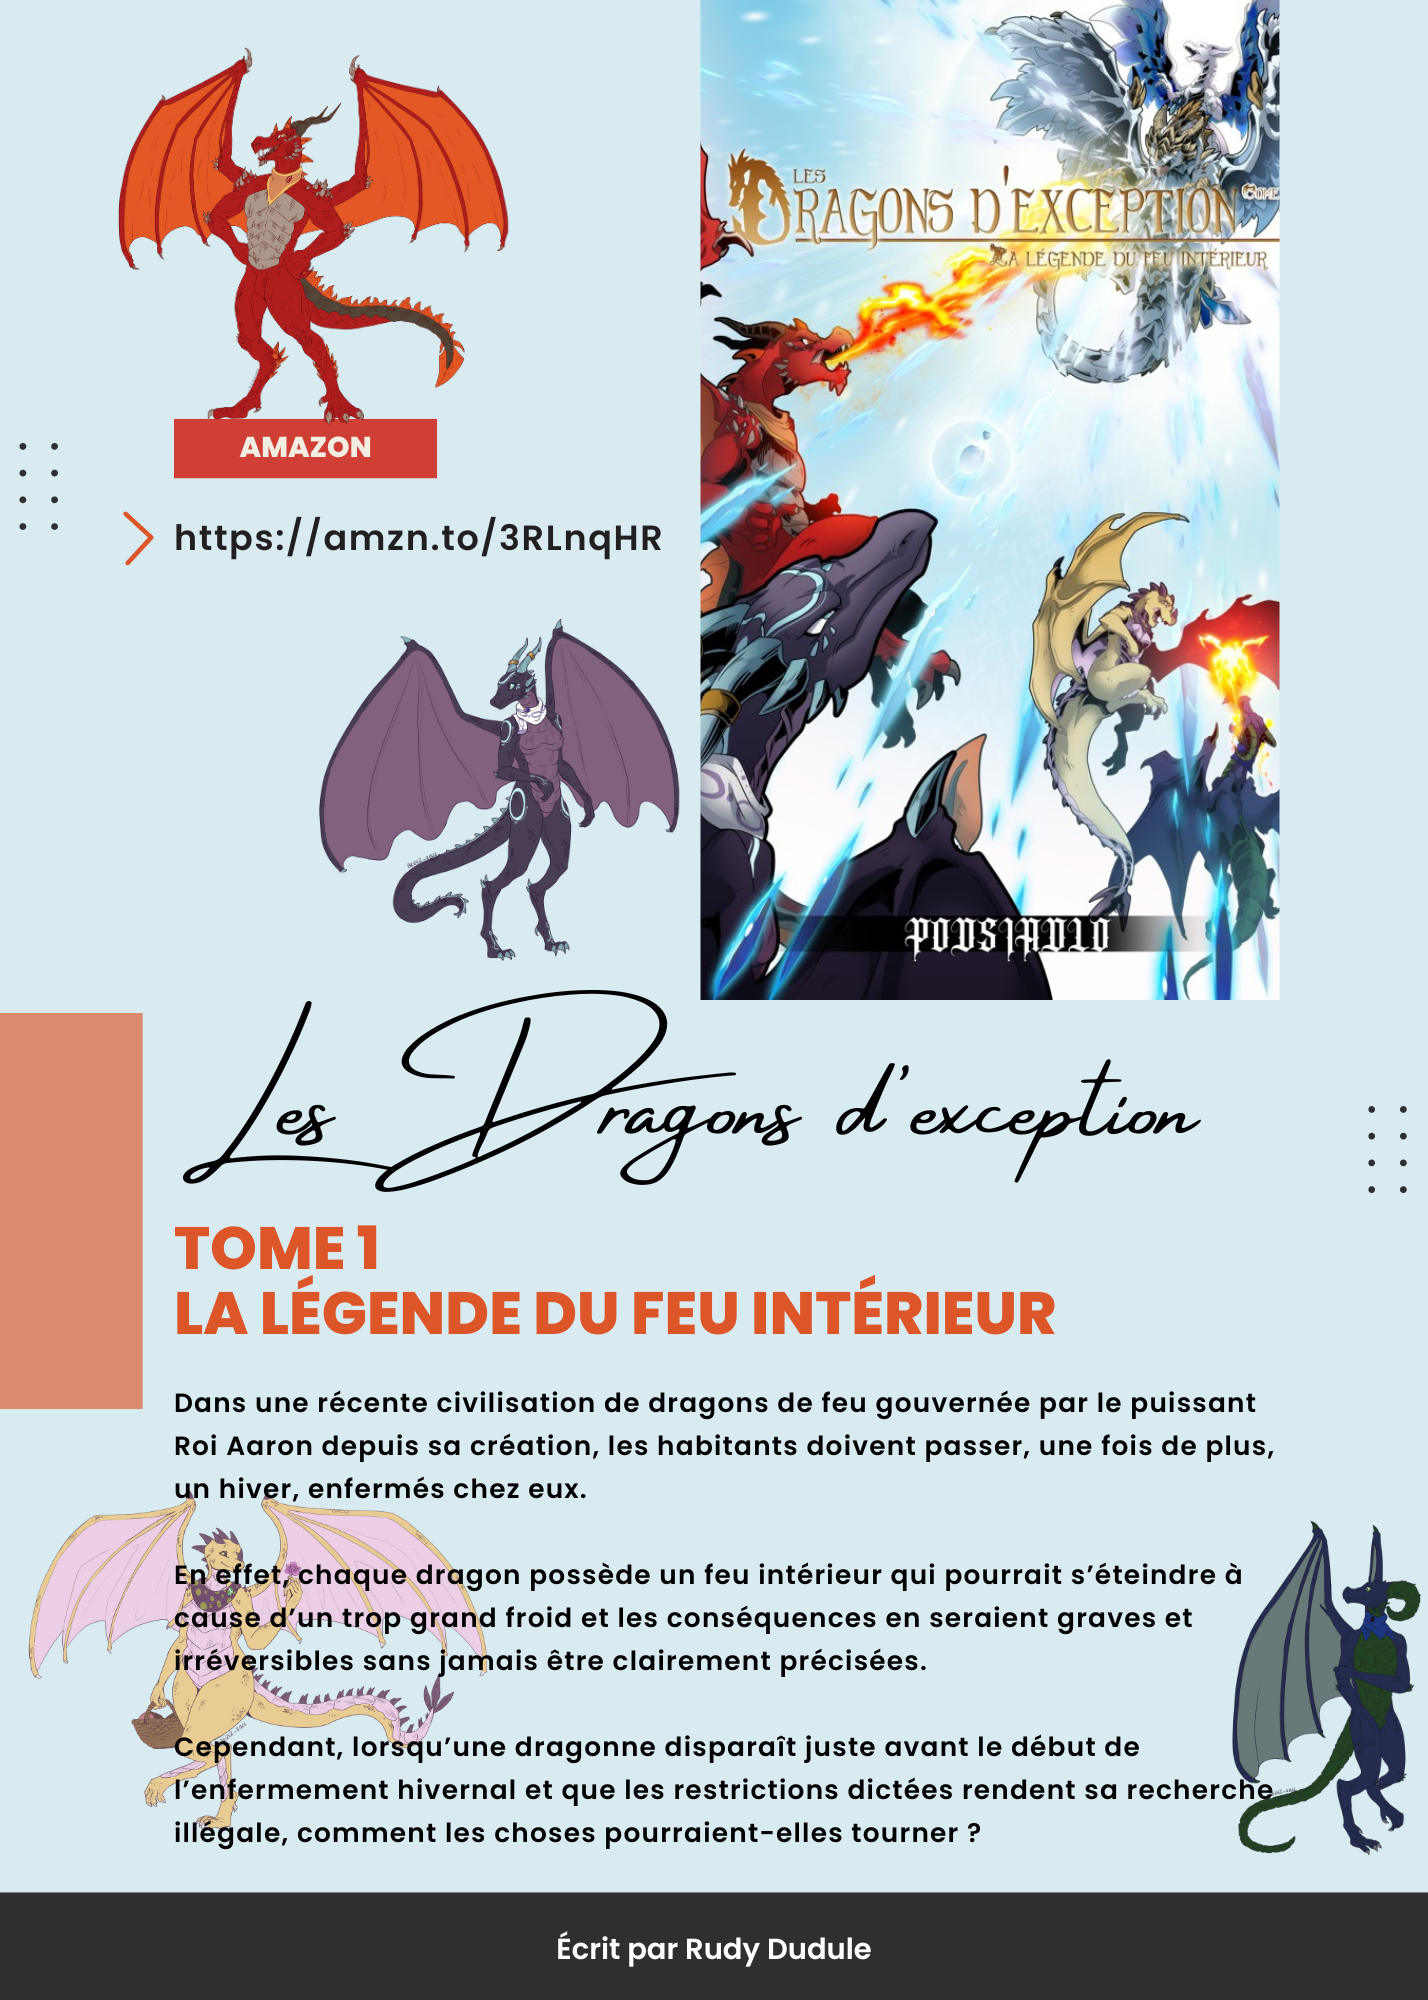 LES
DRAGONS D'EXCEPTION
LA LÉGENDE DU FEU INTÉRIEUR
AMAZON
https://amzn.to/3RLnqHR
PODSIADLO
Les Dragons d'exception
TOME 1
LA LÉGENDE DU FEU INTÉRIEUR
Dans une récente civilisation de dragons de feu gouvernée par le puissant
Roi Aaron depuis sa création, les habitants doivent passer, une fois de plus,
un hiver, enfermés chez eux.
En effet, chaque dragon possède un feu intérieur qui pourrait s’éteindre à
cause d’un trop grand froid et les conséquences en seraient graves et
irréversibles sans jamais être clairement précisées.
Cependant, lorsqu’une dragonne disparaît juste avant le début de
l’enfermement hivernal et que les restrictions dictées rendent sa recherche
illégale, comment les choses pourraient-elles tourner ?
Écrit par Rudy Dudule